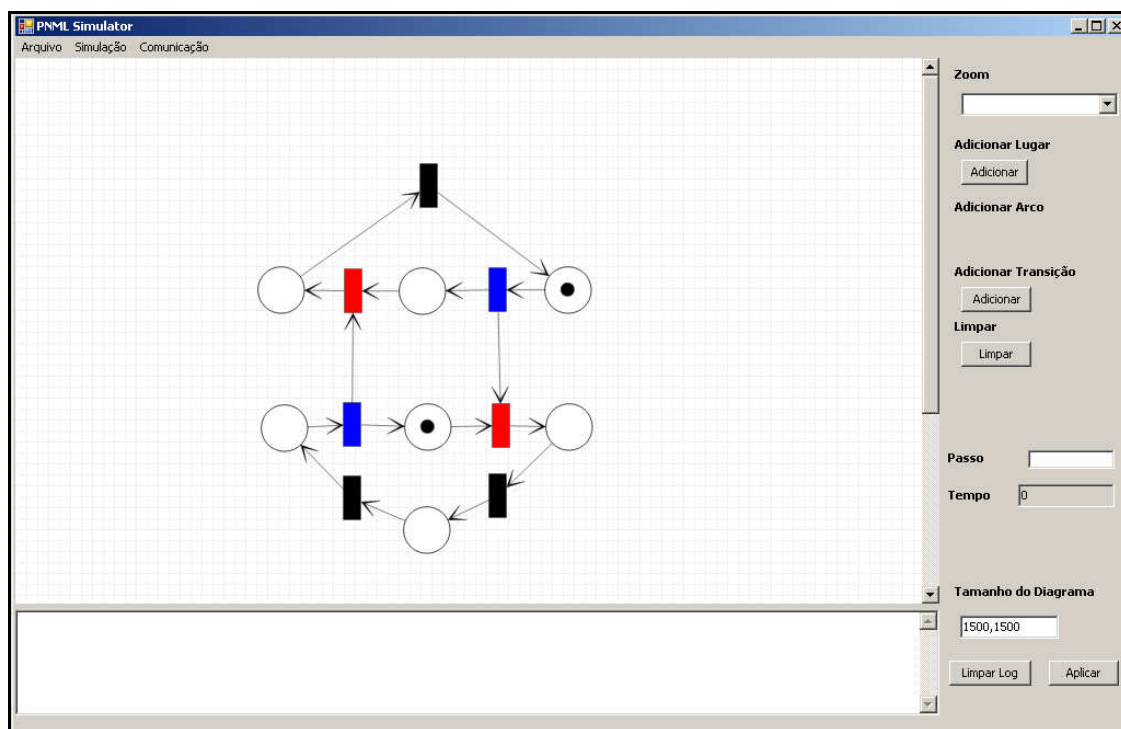 PNML Simulator
Arquivo Simulação Comunicação
Zoom
Adicionar Lugar
Adicionar
Adicionar Arco
Adicionar Transição
Adicionar
Limpar
Limpar
Passo
Tempo 0
Tamanho do Diagrama
1500,1500
Limpar Log Aplicar